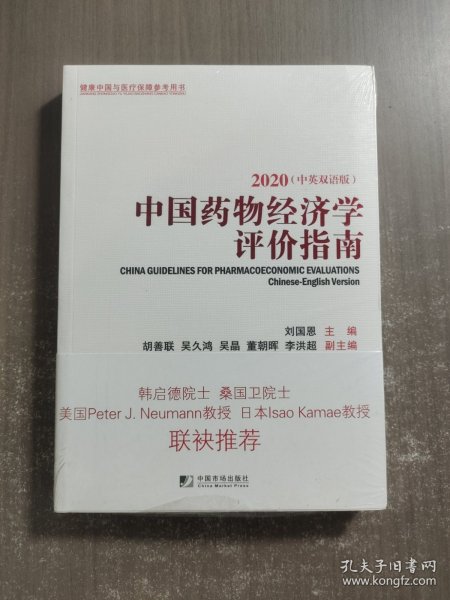 健康中国与医疗保障参考用书
2020（中英双语版）
中国药物经济学
评价指南
CHINA GUIDELINES FOR PHARMACOECONOMIC EVALUATIONS
Chinese-English Version
刘国恩 主 编
胡善联 吴久鸿 吴晶 董朝晖 李洪超 副主编
韩启德院士 桑国卫院士
美国Peter J. Neumann教授 日本Isao Kamae教授
联袂推荐
中国市场出版社
China Market Press
孔夫子旧书网
www.kongfz.com